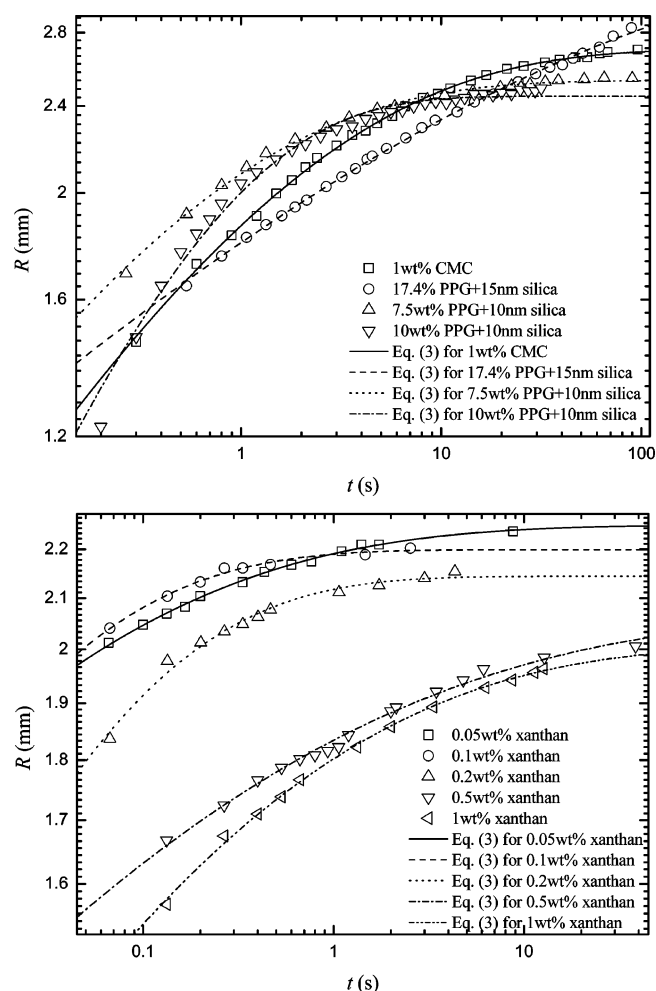 2.8
2.4
2
1.6
1.2
R (mm)
1
10
100
t (s)
1wt% CMC
17.4% PPG+15nm silica
7.5wt% PPG+10nm silica
10wt% PPG+10nm silica
Eq. (3) for 1wt% CMC
Eq. (3) for 17.4% PPG+15nm silica
Eq. (3) for 7.5wt% PPG+10nm silica
Eq. (3) for 10wt% PPG+10nm silica
2.2
2.1
2
1.9
1.8
1.7
1.6
R (mm)
0.1
1
10
t (s)
0.05wt% xanthan
0.1wt% xanthan
0.2wt% xanthan
0.5wt% xanthan
1wt% xanthan
Eq. (3) for 0.05wt% xanthan
Eq. (3) for 0.1wt% xanthan
Eq. (3) for 0.2wt% xanthan
Eq. (3) for 0.5wt% xanthan
Eq. (3) for 1wt% xanthan